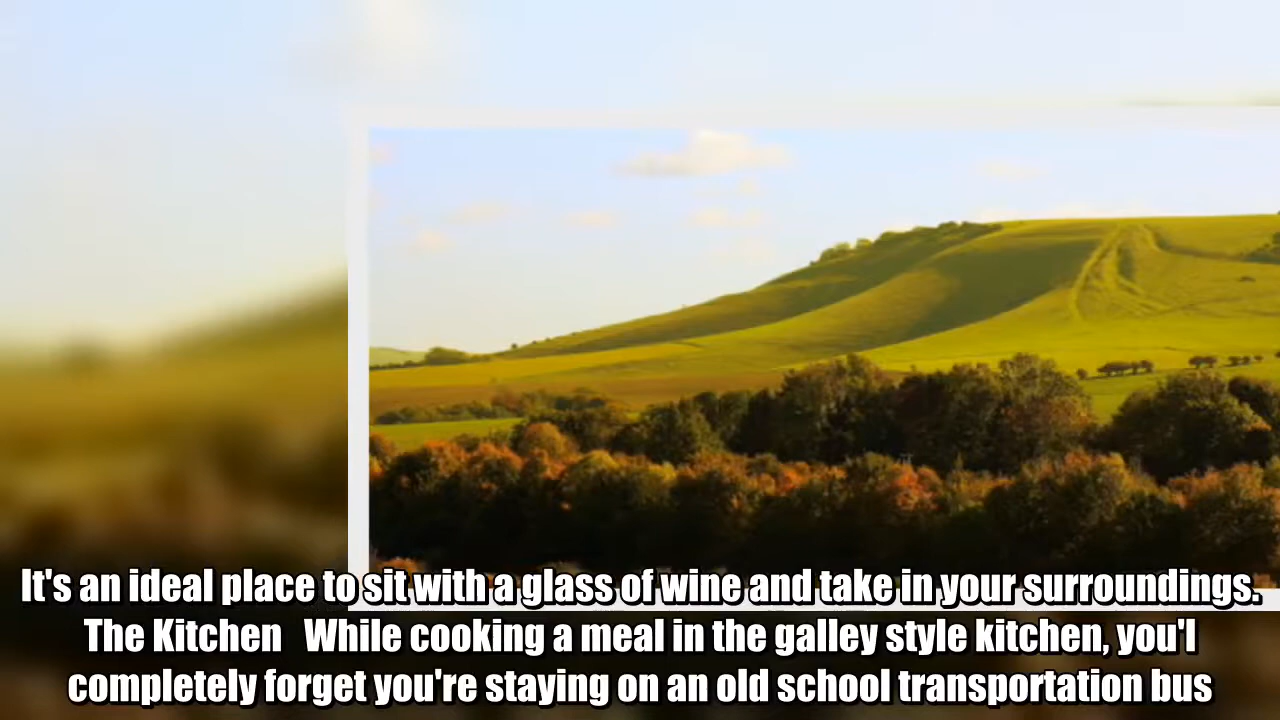 It's an ideal place to sit with a glass of wine and take in your surroundings.
The Kitchen   While cooking a meal in the galley style kitchen, you'l
completely forget you're staying on an old school transportation bus